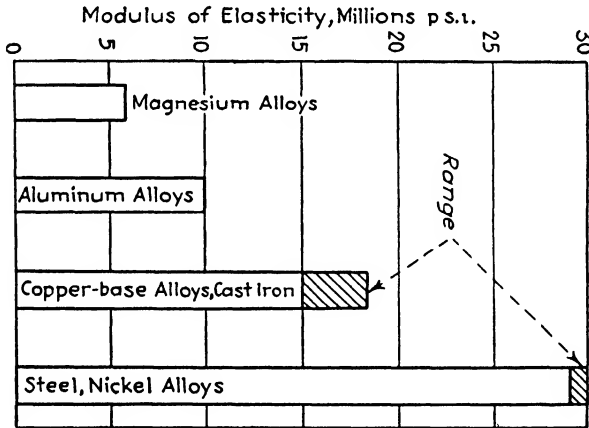 Modulus of Elasticity, Millions p s.ı.
0 5 10 15 20 25 30
Magnesium Alloys
Range
Aluminum Alloys
Copper-base Alloys, Cast Iron
Steel, Nickel Alloys